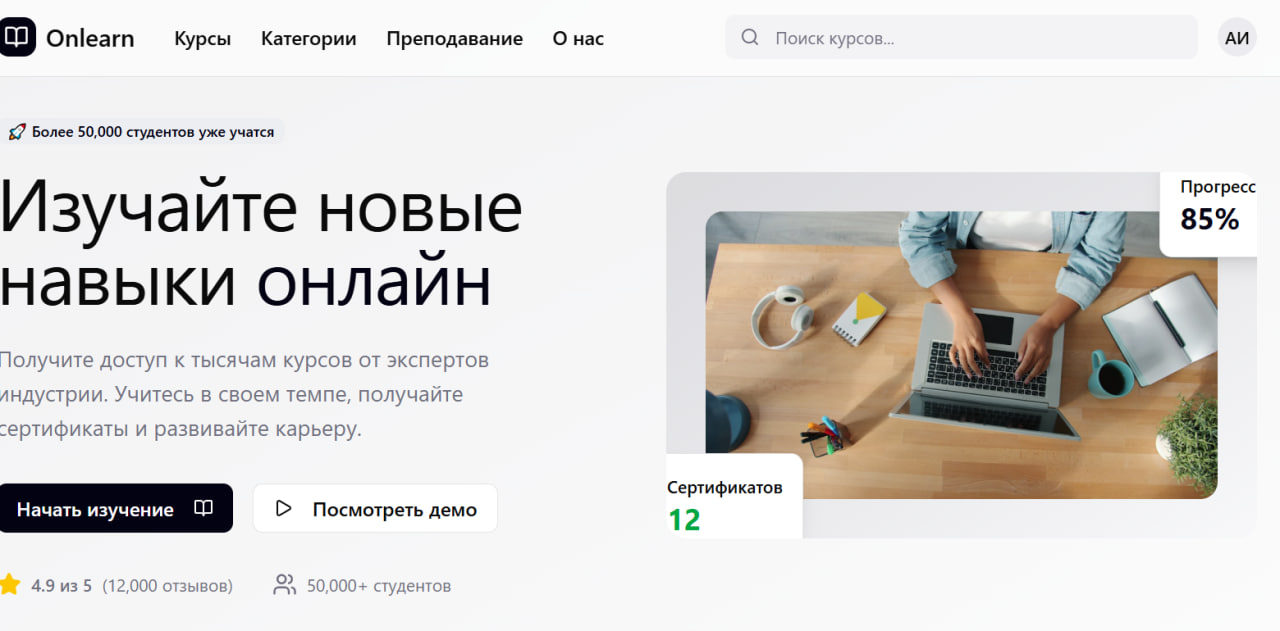 Onlearn
Курсы
Категории
Преподавание
О нас
Поиск курсов...
АИ
🚀 Более 50,000 студентов уже учатся
Изучайте новые
навыки онлайн
Получите доступ к тысячам курсов от экспертов
индустрии. Учитесь в своем темпе, получайте
сертификаты и развивайте карьеру.
Начать изучение
Посмотреть демо
4.9 из 5 (12,000 отзывов)
50,000+ студентов
Прогресс
85%
Сертификатов
12